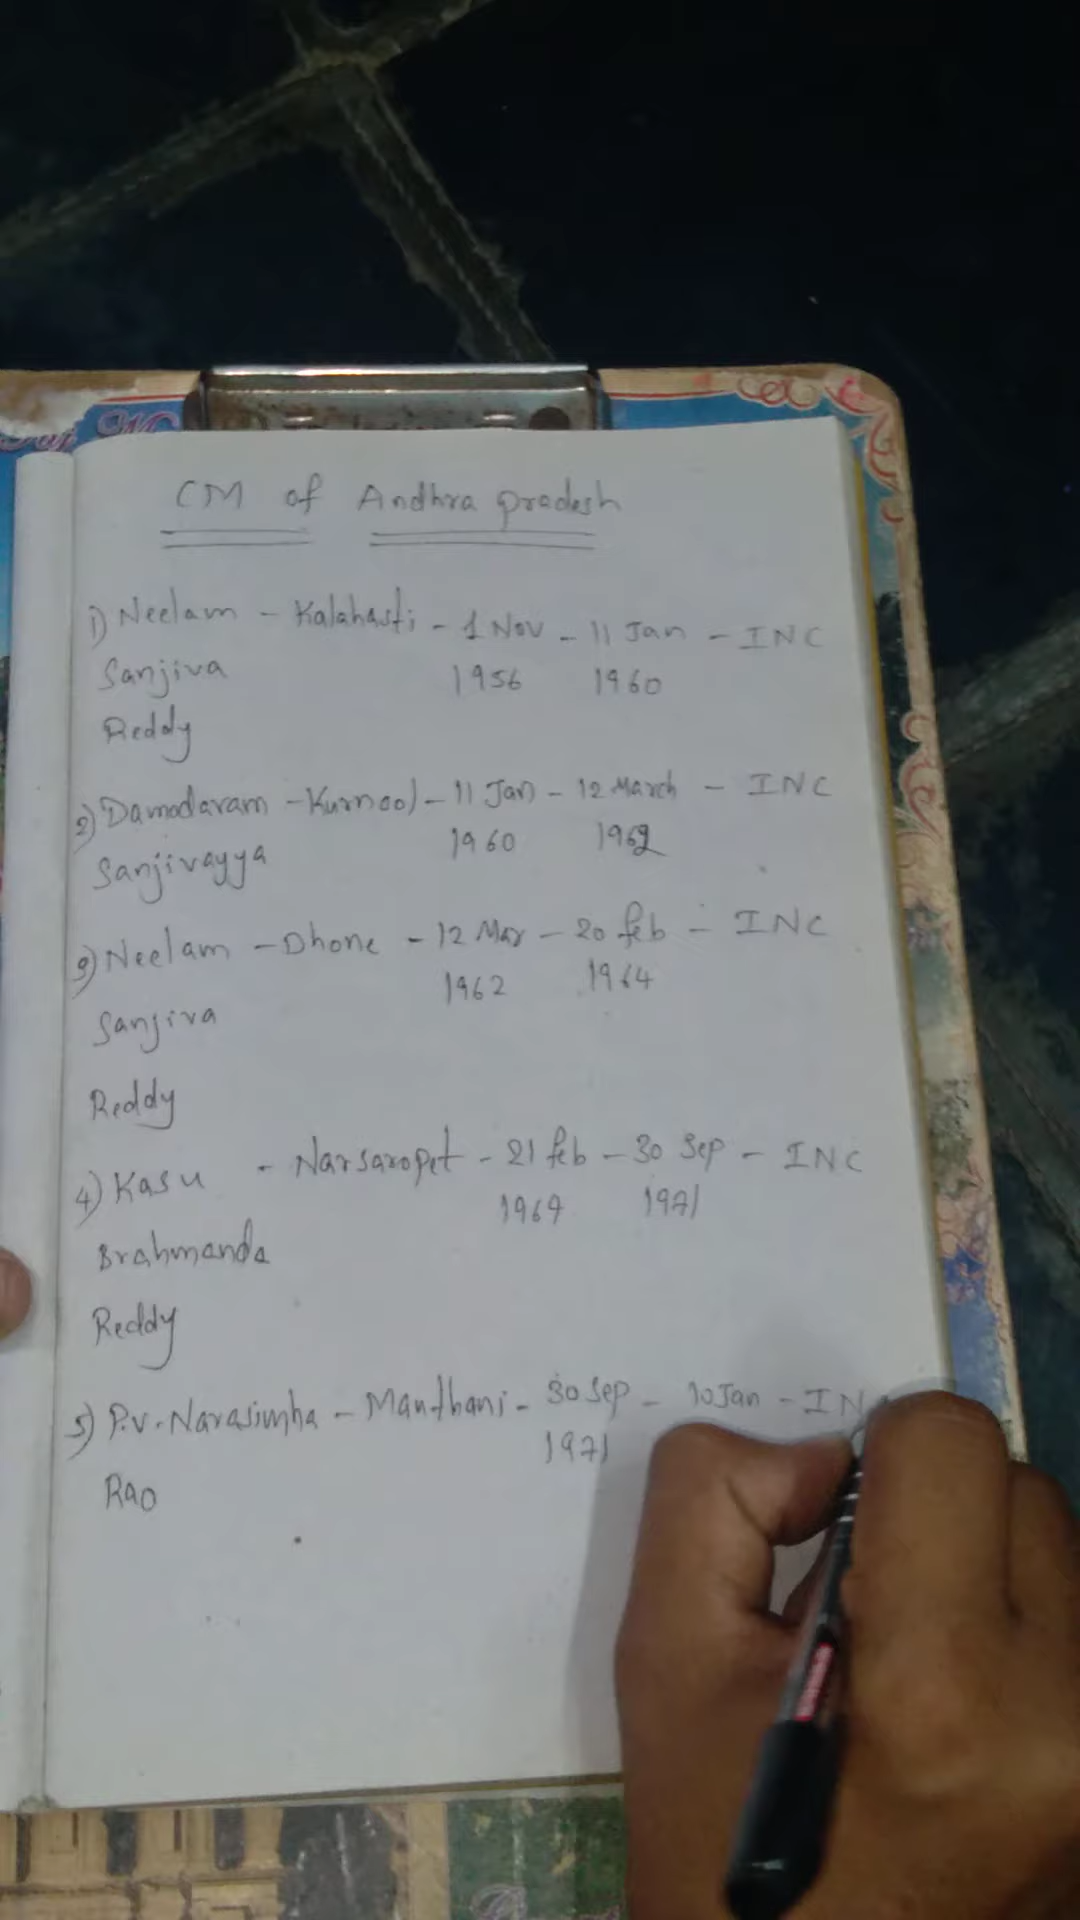 CM of Andhra Pradesh
1) Neelam - Kalahasti - 1 Nov - 11 Jan - INC
Sanjiva 1956 1960
Reddy
2) Damodaram - Kurnool - 11 Jan - 12 March - INC
Sanjivayya 1960 1962
3) Neelam - Dhone - 12 Mar - 20 feb - INC
Sanjiva 1962 1964
Reddy
4) Kasu - Narsaropet - 21 feb - 30 Sep - INC
Brahmanda 1964 1971
Reddy
5) P.V. Narasimha - Manthani - 30 Sep - 10 Jan - IN
Rao 1971